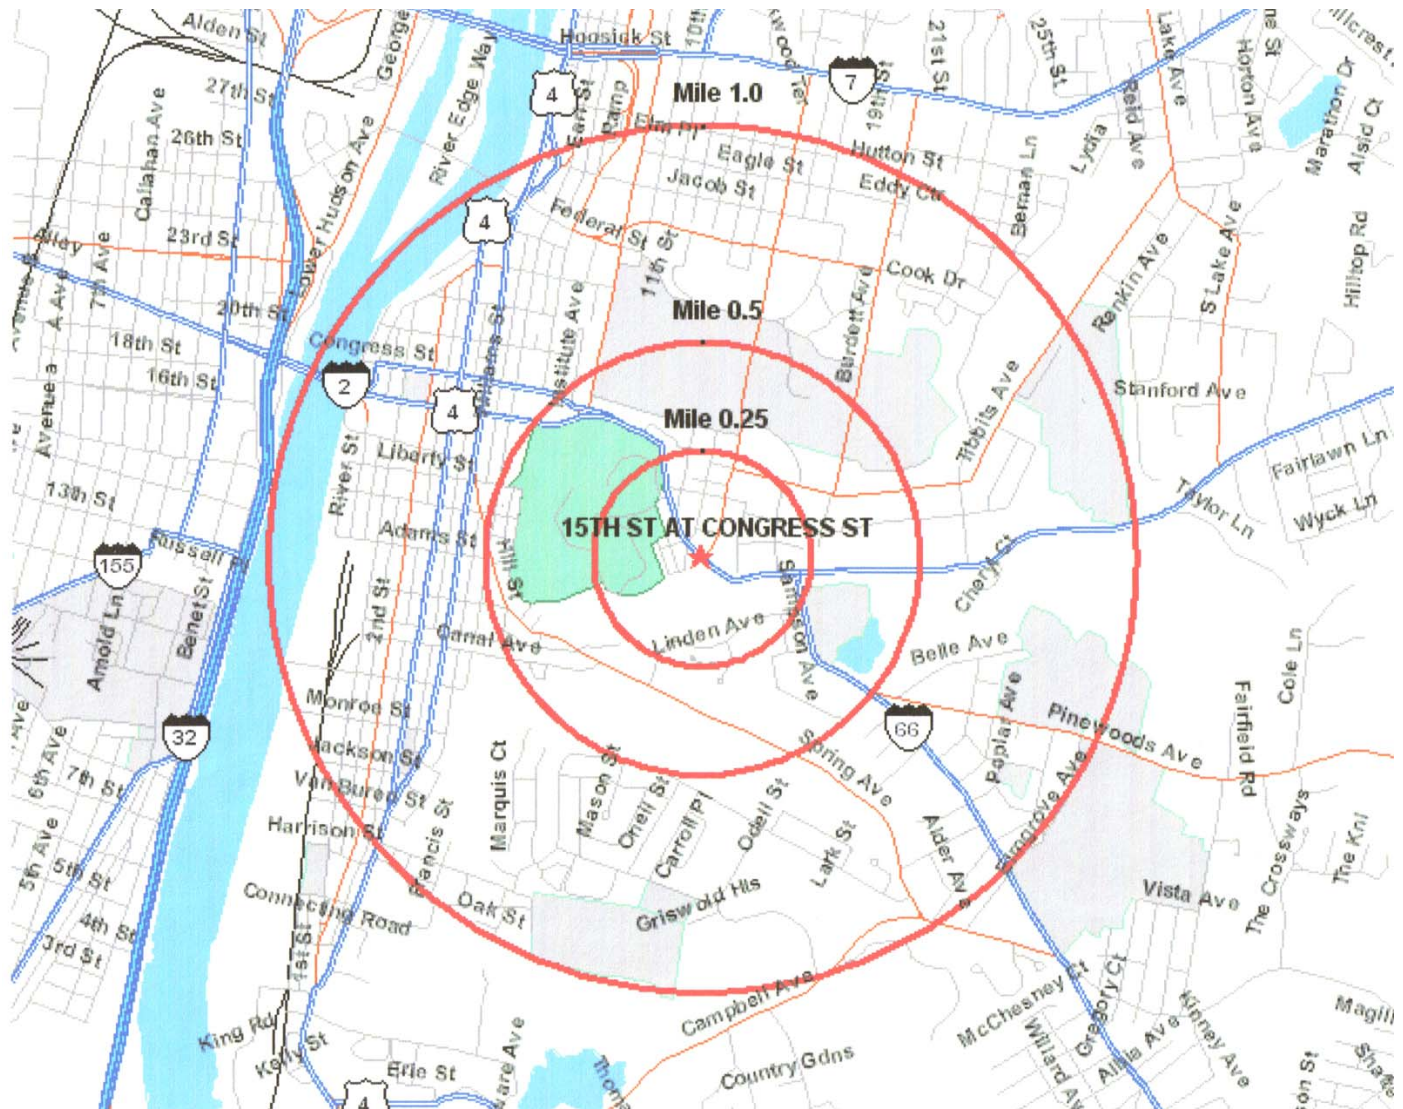 Alden St
George
River Edge Way
Hoosick St
10th
21st St
25th St
Lake Ave
Horton Ave
Marathon Dr
Alsid Ct
27th St
26th St
Callahan Ave
4
Mile 1.0
7
19th St
Reid Ave
Lydia
Ramp
Eagle St
Hutton St
Jacob St
Eddy Ctr
Beman Ln
Lower Hudson Ave
4
Federal St
11th St
Alley
23rd St
7th Ave
A Ave
Cook Dr
Rankin Ave
S Lake Ave
Hilltop Rd
20th St
Mile 0.5
Burdett Ave
Institute Ave
Williams St
18th St
Congress St
16th St
2
4
Avenue a
Mile 0.25
Stanford Ave
Tibbits Ave
Liberty St
River St
Fairlawn Ln
Taylor Ln
Wyck Ln
13th St
Adams St
Hill St
15TH ST AT CONGRESS ST
Russell
155
Cheryl Ct
Arnold Ln
Benet St
2nd St
Canal Ave
Linden Ave
Sampson Ave
Belle Ave
Cole Ln
Fairfield Rd
Monroe St
32
66
Poplar Ave
Pinewoods Ave
Jackson St
Van Buren St
Spring Ave
Marquis Ct
Mason St
Oneil St
Carroll Pl
Odell St
Lark St
Alder Ave
6th Ave
7th St
5th Ave
Harrison St
Francis St
The Crossways
The Knl
5th St
Connecting Road
Oak St
Griswold Hts
Vista Ave
4th St
3rd St
1st St
Campbell Ave
McChesney Ct
Gregory Ct
Kinney Ave
Willard Av
Allia Ave
King Rd
Kelly St
Erie St
4
Country Gdns